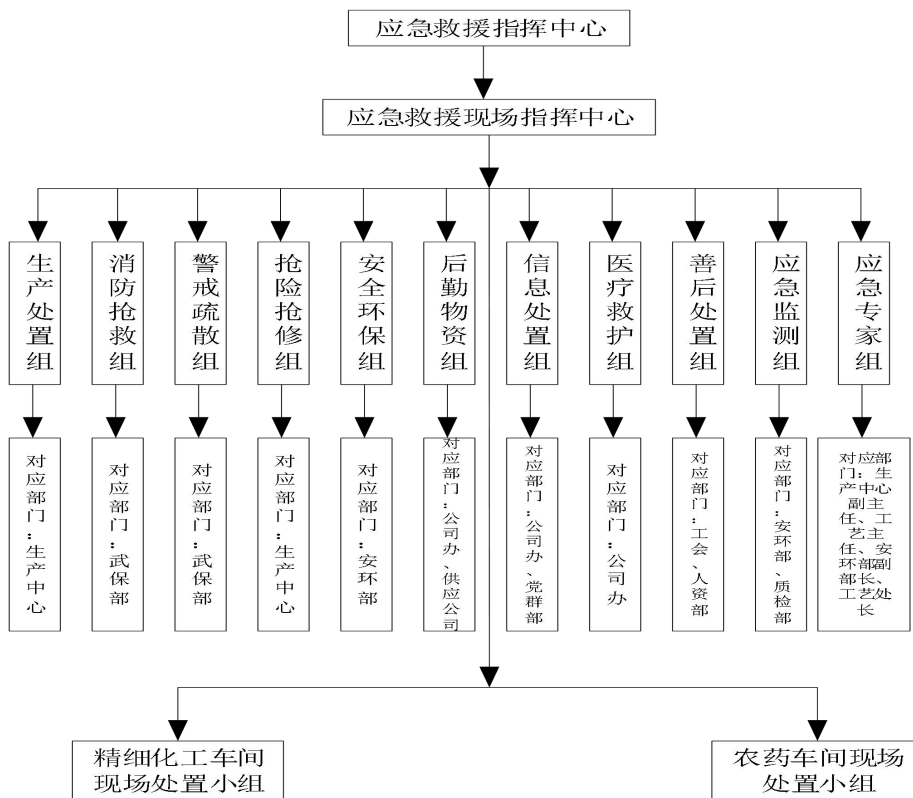 应急救援指挥中心
应急救援现场指挥中心
生产处置组
消防抢救组
警戒疏散组
抢险抢修组
安全环保组
后勤物资组
信息处置组
医疗救护组
善后处置组
应急监测组
应急专家组
对应部门：生产中心
对应部门：武保部
对应部门：武保部
对应部门：生产中心
对应部门：安环部
对应部门：公司办、供应公司
对应部门：公司办、党群部
对应部门：公司办
对应部门：工会、人资部
对应部门：安环部、质检部
对应部
门：生
产中心
副主
任、工
艺主
任、安
环部副
部长、
工艺处
长
精细化工车间
现场处置小组
农药车间现场
处置小组